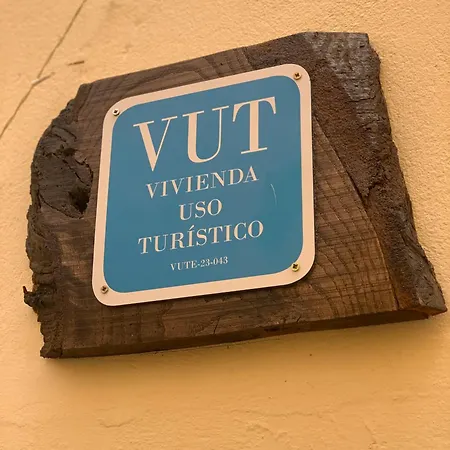 VUT
VIVIENDA
USO
TURÍSTICO
VUTE-23-043